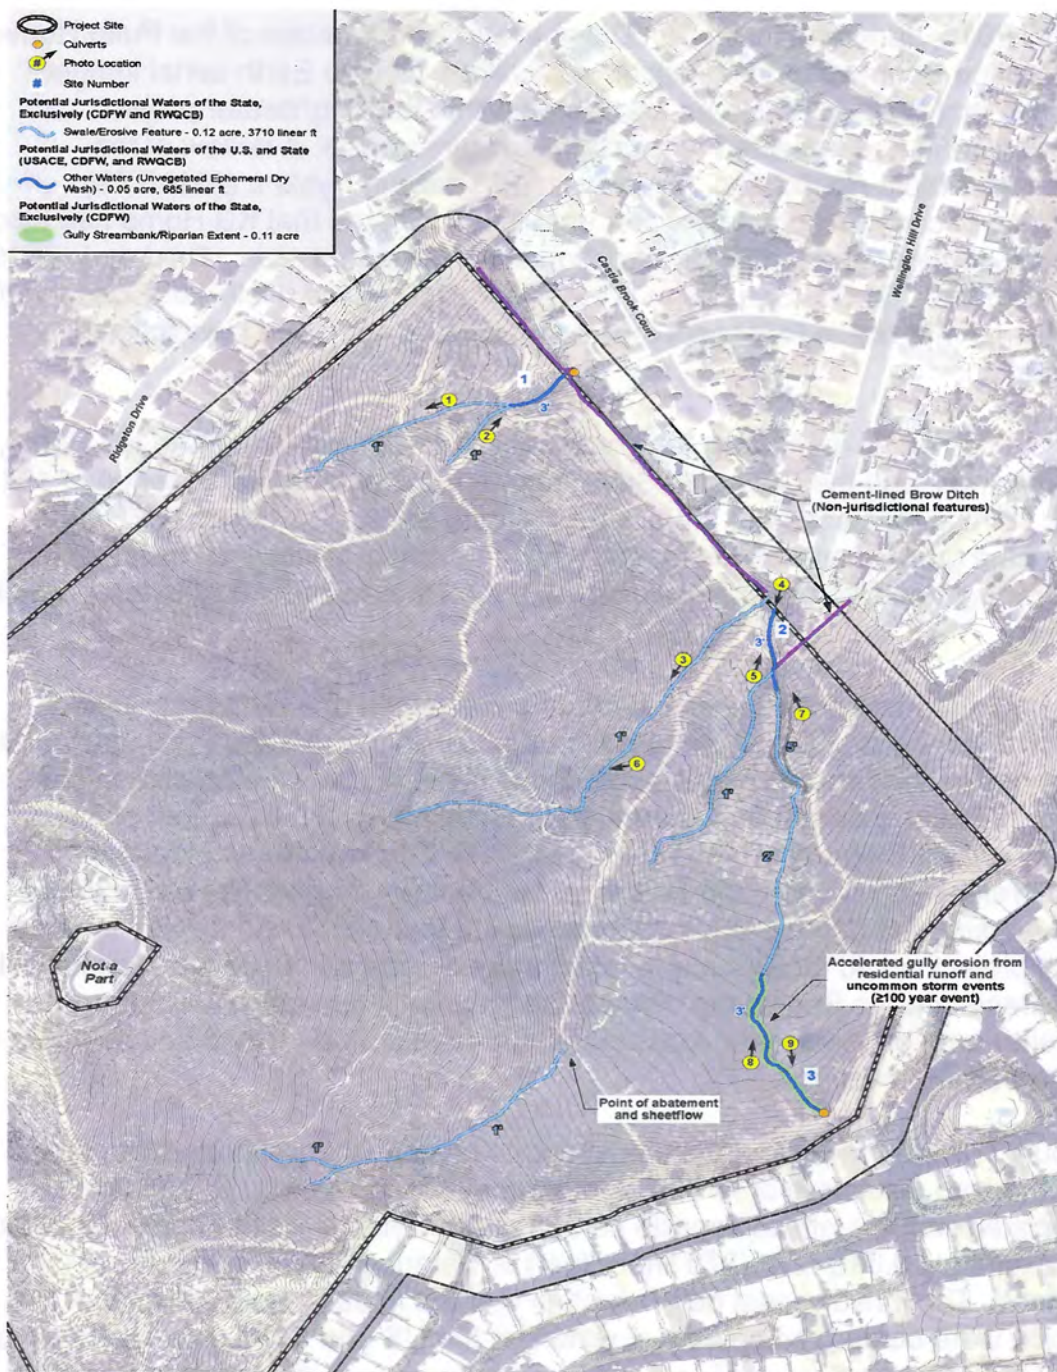 Project Site
Culverts
# Photo Location
# Site Number
Potential Jurisdictional Waters of the State,
Exclusively (CDFW and RWQCB)
Swale/Erosive Feature - 0.12 acre, 3710 linear ft
Potential Jurisdictional Waters of the U.S. and State
(USACE, CDFW, and RWQCB)
Other Waters (Unvegetated Ephemeral Dry
Wash) - 0.05 acre, 685 linear ft
Potential Jurisdictional Waters of the State,
Exclusively (CDFW)
Gully Streambank/Riparian Extent - 0.11 acre
Castle Brook Court
Wellington Hill Drive
Ridgeton Drive
1
1
3'
2
1'
1'
Cement-lined Brow Ditch
(Non-jurisdictional features)
4
2
3'
3
5
7
1'
5'
6
1'
2'
Not a
Part
Accelerated gully erosion from
residential runoff and
uncommon storm events
(≥100 year event)
3'
9
8
3
Point of abatement
and sheetflow
1'
1'